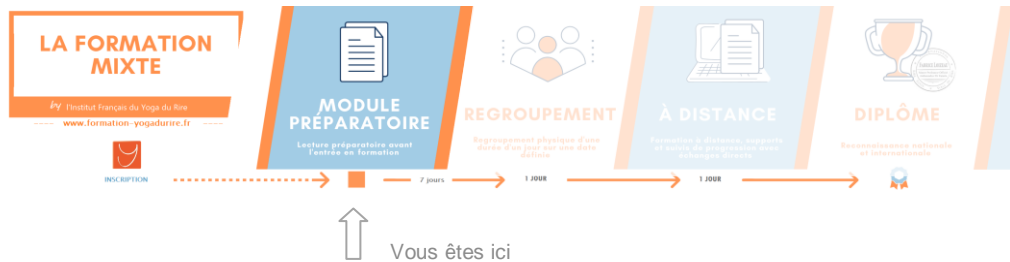 LA FORMATION
MIXTE
by l'Institut Français du Yoga du Rire
www.formation-yogadurire.fr
INSCRIPTION
MODULE
PRÉPARATOIRE
Lecture préparatoire avant
l'entrée en formation
7 jours
REGROUPEMENT
Regroupement physique d'une
durée d'un jour sur une date
définie
1 JOUR
À DISTANCE
Formation à distance, supports
et suivis de progression avec
échanges directs
1 JOUR
DIPLÔME
Reconnaissance nationale
et internationale
Vous êtes ici